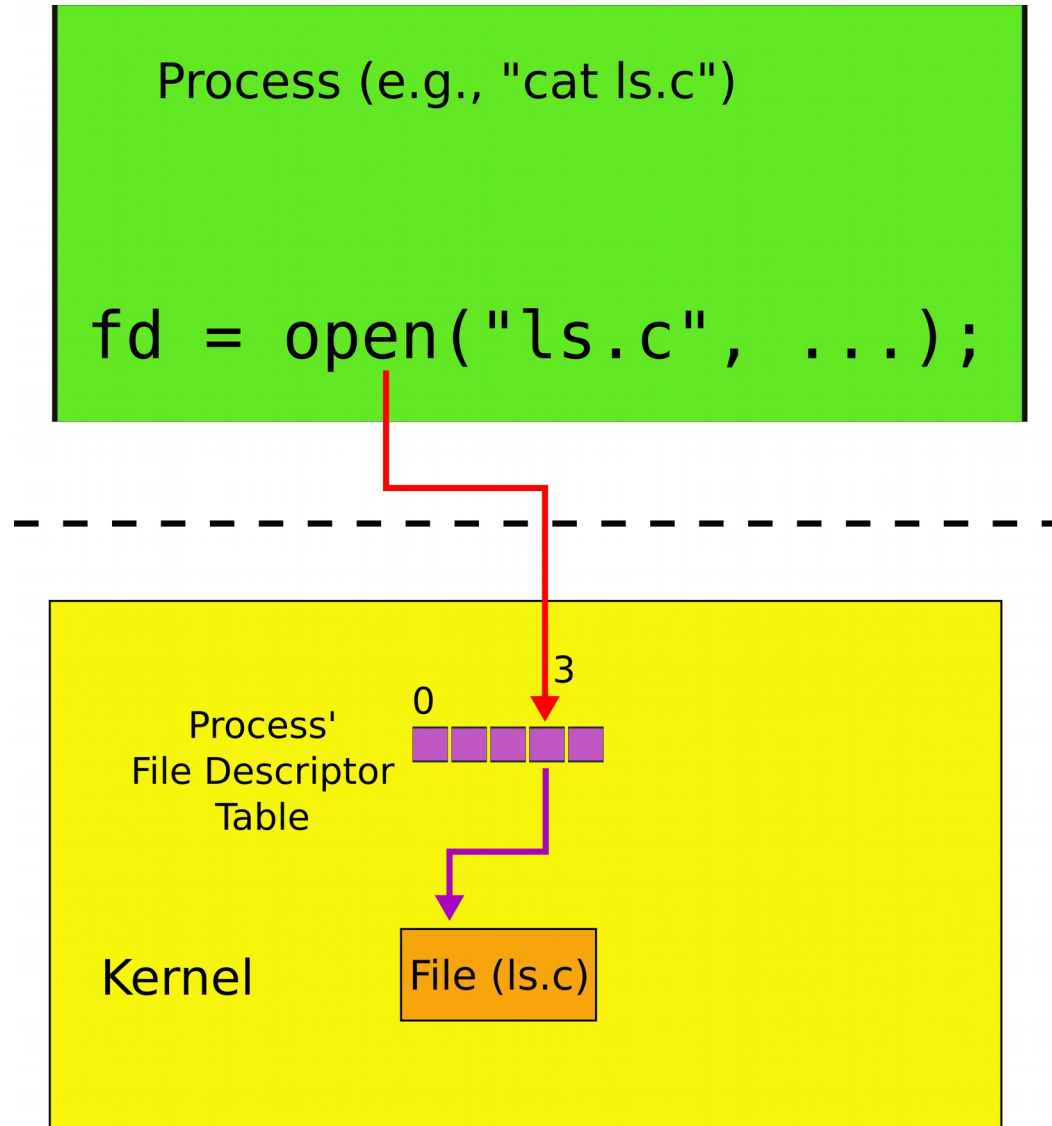 Process (e.g., "cat ls.c")
fd = open("ls.c", ...);
3
0
Process'
File Descriptor
Table
Kernel
File (ls.c)